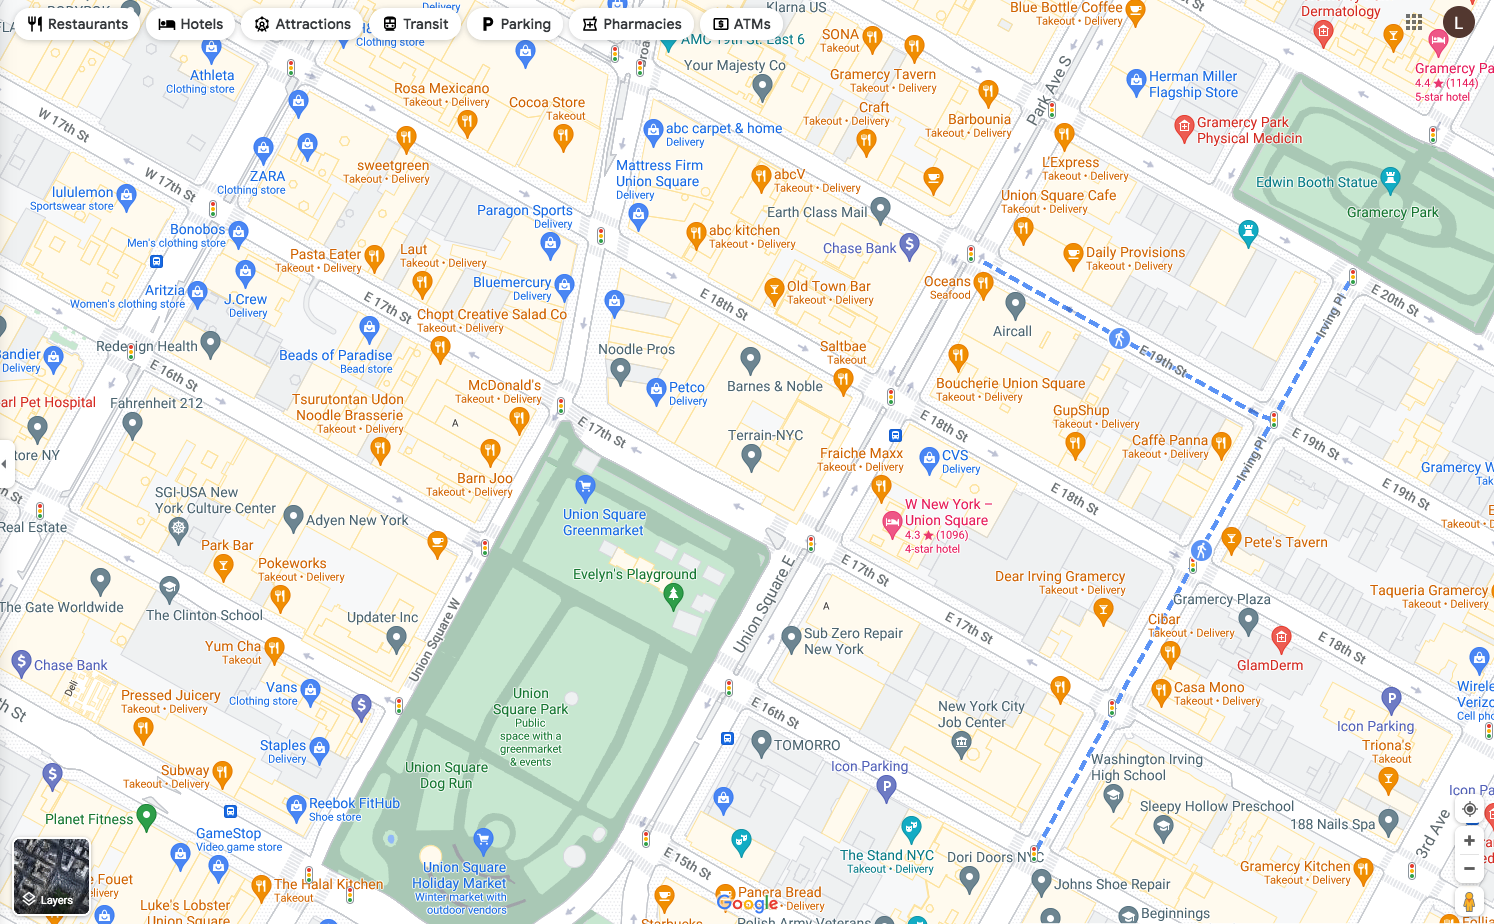 Restaurants
Hotels
Attractions
Transit
Parking
Pharmacies
ATMs
L
Klarna US
Blue Bottle Coffee
Takeout • Delivery
Dermatology
Delivery
Clothing store
AMC 19th St. East 6
SONA
Takeout
Athleta
Clothing store
Your Majesty Co
Gramercy Tavern
Takeout • Delivery
Park Ave S
Herman Miller
Flagship Store
Gramercy Pa
4.4 ★ (1144)
5-star hotel
Rosa Mexicano
Takeout • Delivery
Cocoa Store
Takeout
Craft
Takeout • Delivery
Barbounia
Takeout • Delivery
W 17th St
abc carpet & home
Delivery
Gramercy Park
Physical Medicin
sweetgreen
Takeout • Delivery
Mattress Firm
Union Square
Delivery
abcV
Takeout • Delivery
L'Express
Takeout • Delivery
W 17th St
ZARA
Clothing store
lululemon
Sportswear store
Edwin Booth Statue
Union Square Cafe
Takeout • Delivery
Paragon Sports
Delivery
Earth Class Mail
Gramercy Park
Bonobos
Men's clothing store
abc kitchen
Takeout • Delivery
Chase Bank
Pasta Eater
Takeout • Delivery
Laut
Takeout • Delivery
Daily Provisions
Takeout • Delivery
Bluemercury
Delivery
Oceans
Seafood
Old Town Bar
Takeout • Delivery
Aritzia
Women's clothing store
J.Crew
Delivery
E 17th St
E 18th St
E 20th St
Irving Pl
Chopt Creative Salad Co
Takeout • Delivery
Aircall
Redesign Health
Beads of Paradise
Bead store
Noodle Pros
Saltbae
Takeout
E 19th St
Bandier
Delivery
E 16th St
McDonald's
Takeout • Delivery
Petco
Delivery
Barnes & Noble
Boucherie Union Square
Takeout • Delivery
arl Pet Hospital
Fahrenheit 212
Tsurutontan Udon
Noodle Brasserie
Takeout • Delivery
A
E 17th St
Terrain-NYC
E 18th St
GupShup
Takeout • Delivery
Caffè Panna
Takeout • Delivery
E 19th St
Irving Pl
tore NY
Barn Joo
Takeout • Delivery
Fraiche Maxx
Takeout • Delivery
CVS
Delivery
Gramercy W
Tak
E 18th St
E 19th St
SGI-USA New
York Culture Center
Adyen New York
Real Estate
Union Square
Greenmarket
W New York –
Union Square
4.3 ★ (1096)
4-star hotel
Park Bar
Takeout • Delivery
Pokeworks
Takeout • Delivery
Pete's Tavern
Takeout • D
Evelyn's Playground
E 17th St
Dear Irving Gramercy
Takeout • Delivery
Taqueria Gramercy
Takeout • Delivery
The Gate Worldwide
The Clinton School
Updater Inc
Union Square W
Union Square E
A
Gramercy Plaza
Cibar
Takeout • Delivery
Sub Zero Repair
New York
E 17th St
E 18th St
Yum Cha
Takeout
Chase Bank
GlamDerm
Deli
Vans
Clothing store
Pressed Juicery
Takeout • Delivery
Union
Square Park
Public
space with a
greenmarket
& events
E 16th St
Casa Mono
Takeout • Delivery
Wirele
Verizo
Cell pho
New York City
Job Center
Icon Parking
Staples
Delivery
TOMORRO
Triona's
Takeout
Subway
Takeout • Delivery
Union Square
Dog Run
Icon Parking
Washington Irving
High School
Icon Pa
Planet Fitness
Reebok FitHub
Shoe store
GameStop
Video game store
Sleepy Hollow Preschool
188 Nails Spa
3rd Ave
E 15th St
The Stand NYC
Takeout • Delivery
Dori Doors NYC
Union Square
Holiday Market
Winter market with
outdoor vendors
Gramercy Kitchen
Takeout • Delivery
The Halal Kitchen
Takeout • Delivery
Fouet
Delivery
Layers
Panera Bread
Takeout • Delivery
Google
Johns Shoe Repair
Luke's Lobster
Union Square
Starbucks
Polish Army Veterans
Beginnings
Follia